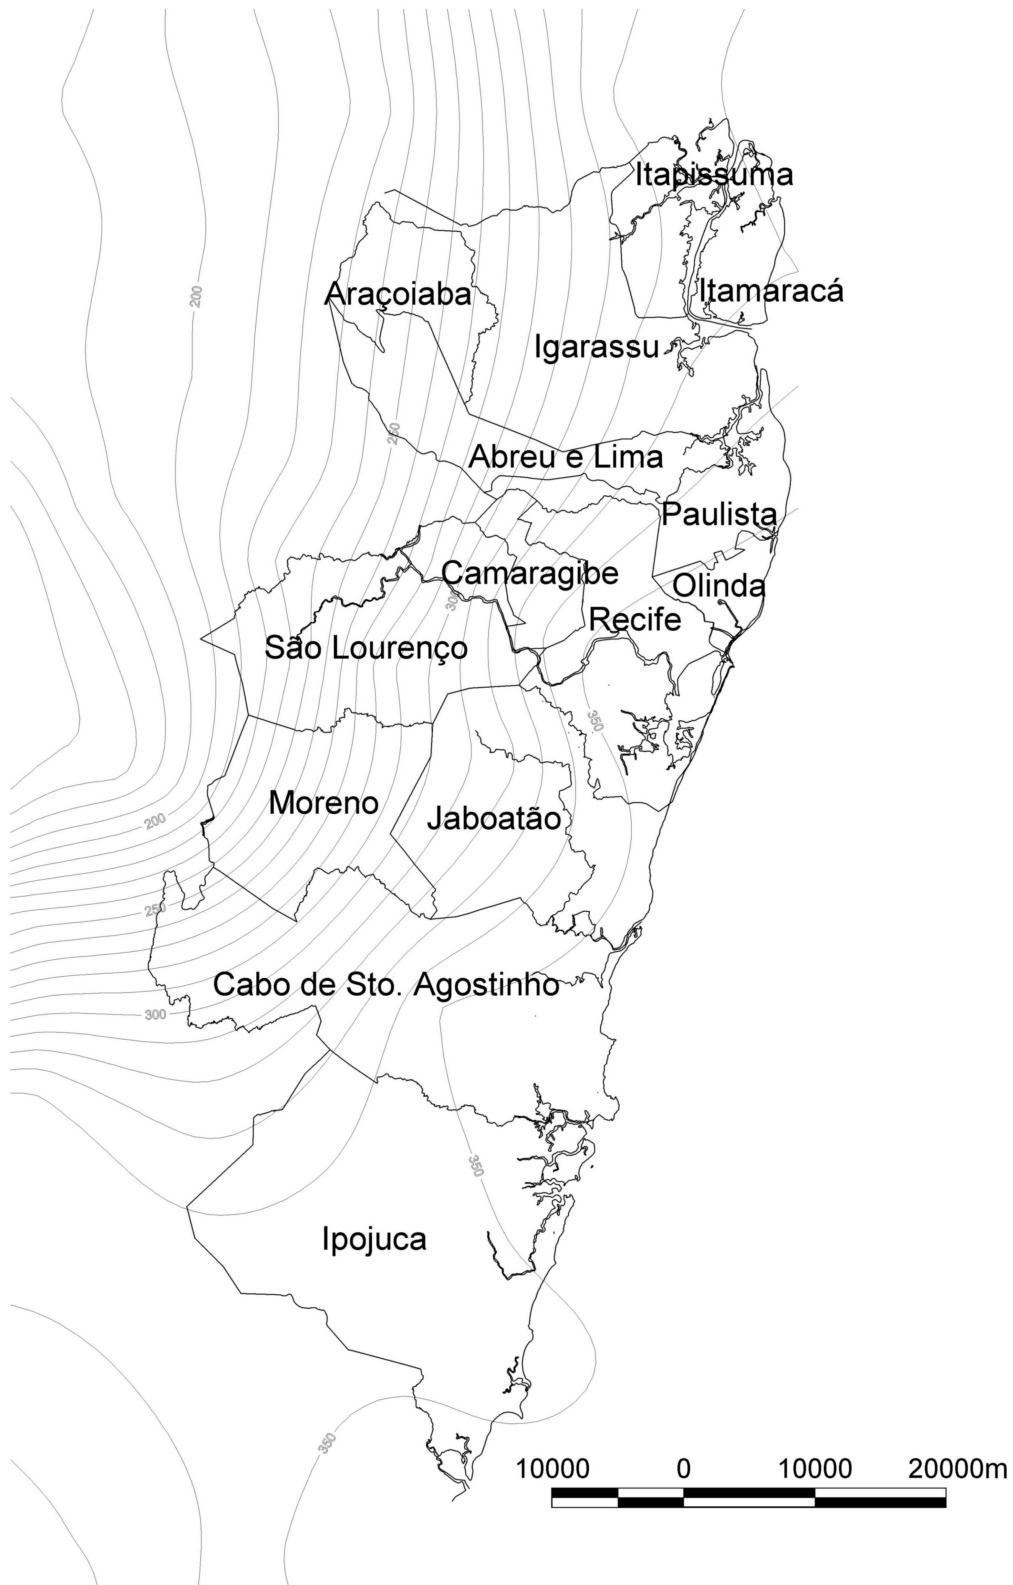 Itapissuma
200
Araçoiaba
Itamaracá
Igarassu
250
Abreu e Lima
Paulista
Camaragibe
Olinda
300
Recife
São Lourenço
350
Moreno
Jaboatão
200
250
Cabo de Sto. Agostinho
300
350
Ipojuca
350
10000 0 10000 20000m